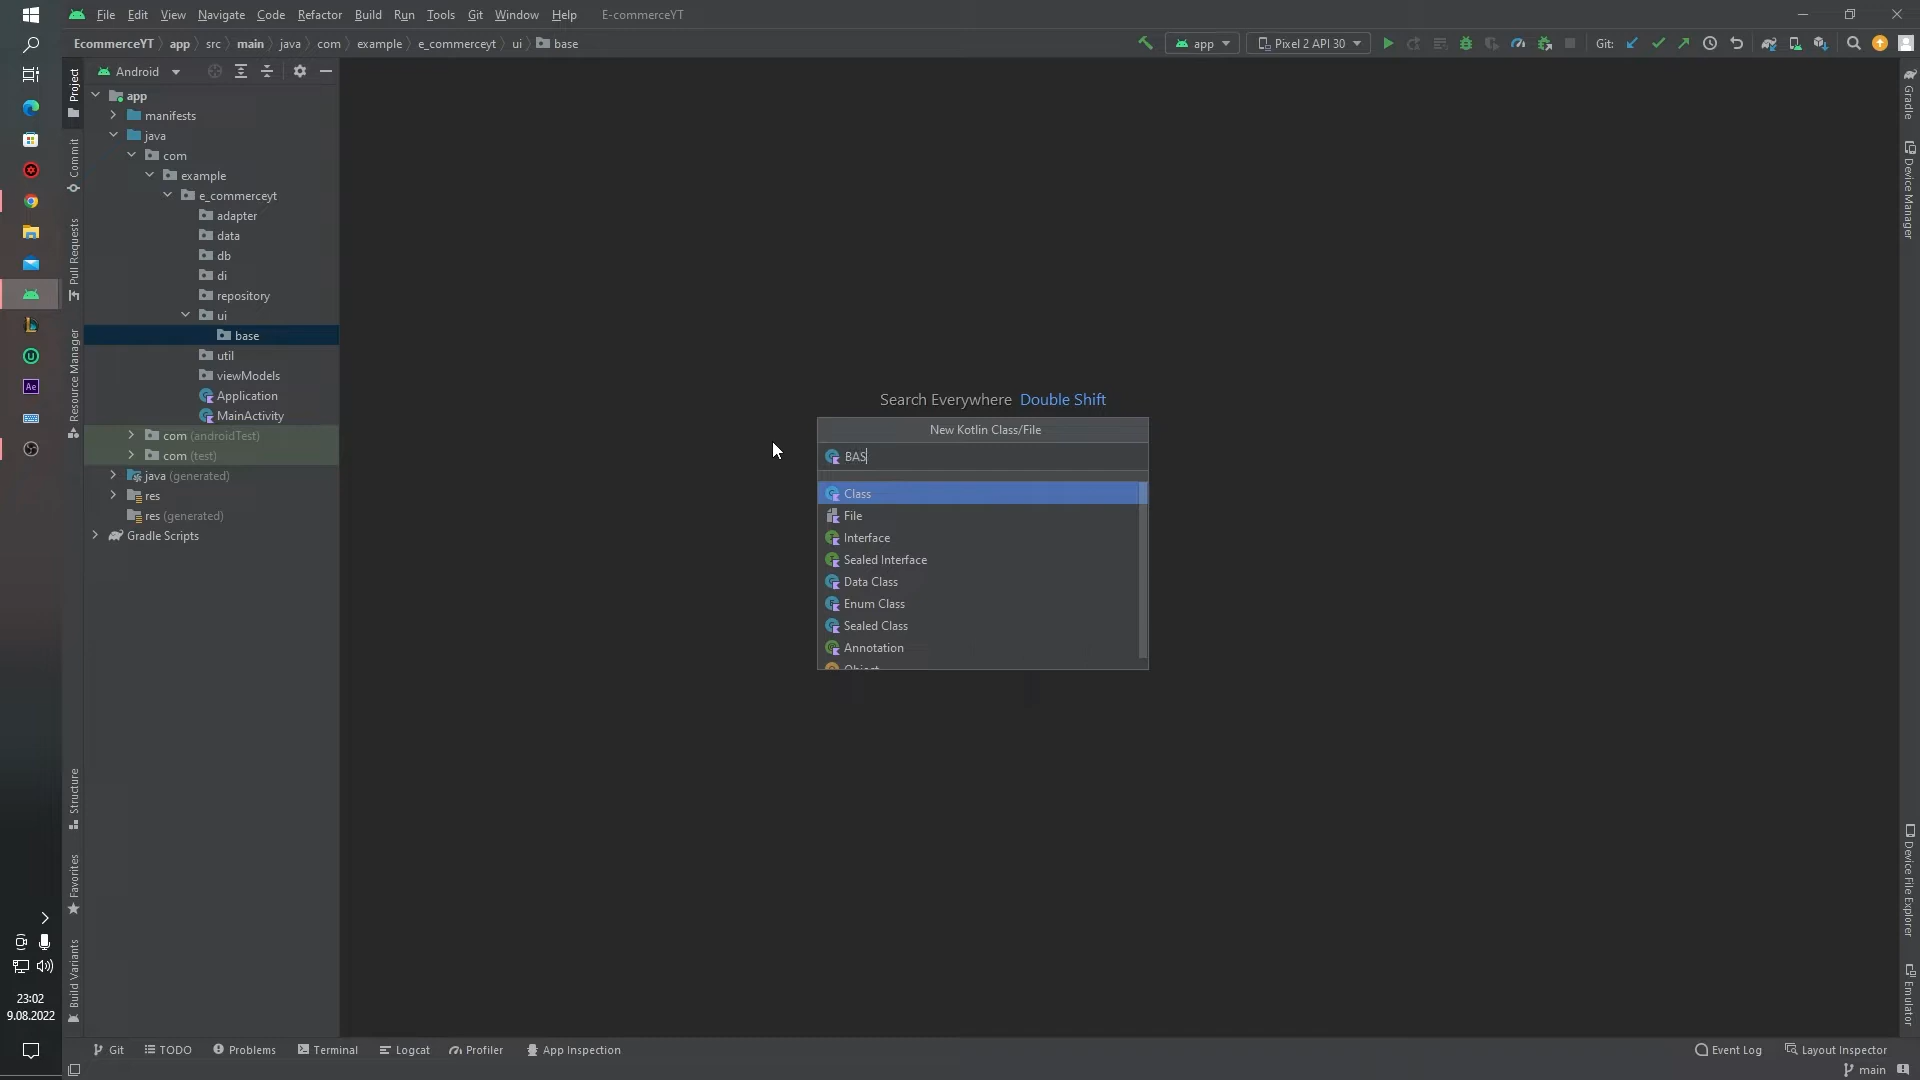 File Edit View Navigate Code Refactor Build Run Tools Git Window Help E-commerceYT
EcommerceYT app src main java com example e_commerceyt ui base
app Pixel 2 API 30 Git:
Android
app
manifests
java
com
example
e_commerceyt
adapter
data
db
di
repository
ui
base
util
viewModels
Application
MainActivity
com (androidTest)
com (test)
java (generated)
res
res (generated)
Gradle Scripts
Project
Commit
Pull Requests
Resource Manager
Structure
Favorites
Build Variants
Search Everywhere Double Shift
New Kotlin Class/File
BAS
Class
File
Interface
Sealed Interface
Data Class
Enum Class
Sealed Class
Annotation
Object
Gradle
Device Manager
Device File Explorer
Emulator
Ae
23:02
9.08.2022
Git TODO Problems Terminal Logcat Profiler App Inspection Event Log Layout Inspector
main